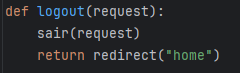 def logout(request):
    sair(request)
    return redirect("home")